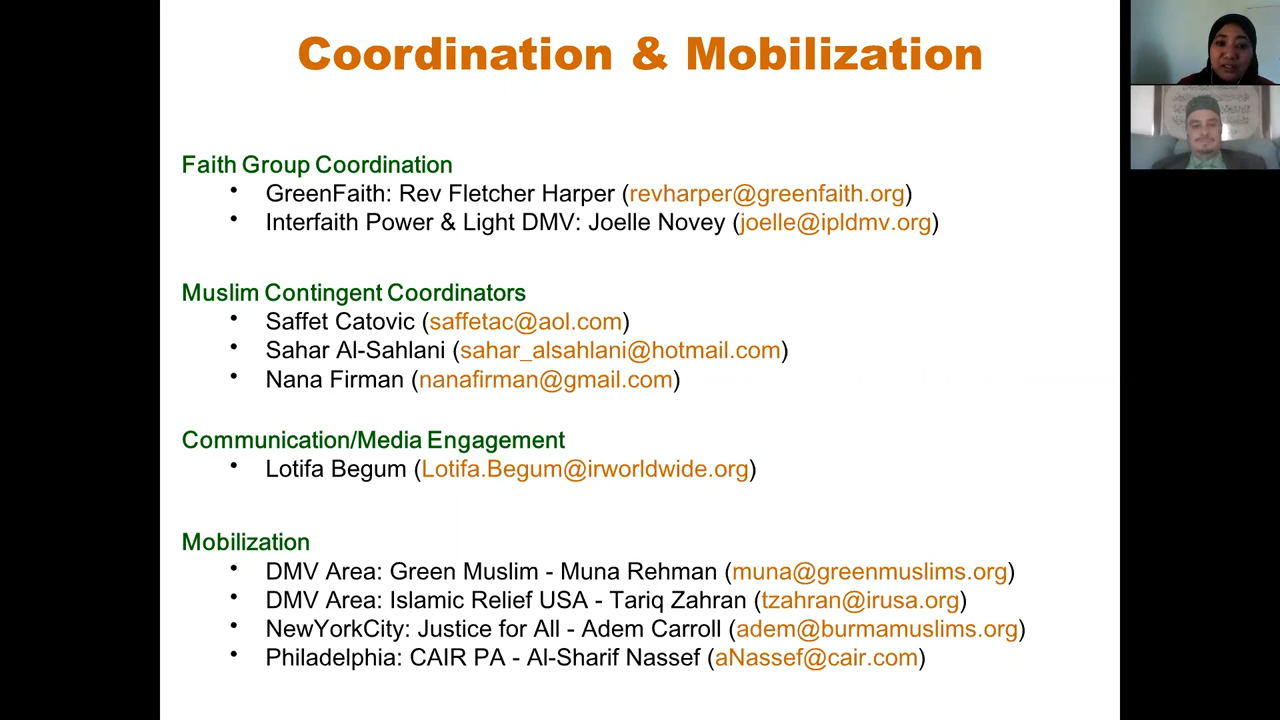 Coordination & Mobilization
Faith Group Coordination
• GreenFaith: Rev Fletcher Harper (revharper@greenfaith.org)
• Interfaith Power & Light DMV: Joelle Novey (joelle@ipldmv.org)
Muslim Contingent Coordinators
• Saffet Catovic (saffetac@aol.com)
• Sahar Al-Sahlani (sahar_alsahlani@hotmail.com)
• Nana Firman (nanafirman@gmail.com)
Communication/Media Engagement
• Lotifa Begum (Lotifa.Begum@irworldwide.org)
Mobilization
• DMV Area: Green Muslim - Muna Rehman (muna@greenmuslims.org)
• DMV Area: Islamic Relief USA - Tariq Zahran (tzahran@irusa.org)
• NewYorkCity: Justice for All - Adem Carroll (adem@burmamuslims.org)
• Philadelphia: CAIR PA - Al-Sharif Nassef (aNassef@cair.com)